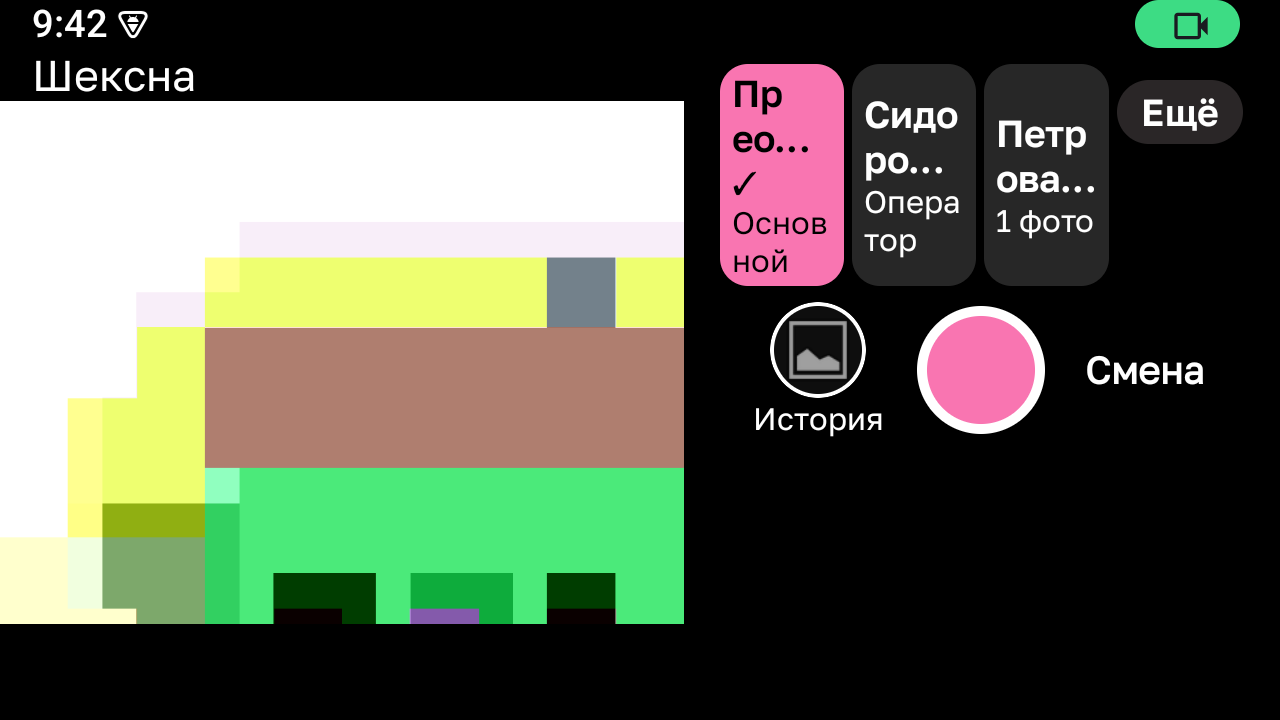 9:42
Шексна
Пр
ео…
✓
Основ
ной
Сидо
ро…
Опера
тор
Петр
ова…
1 фото
Ещё
История
Смена